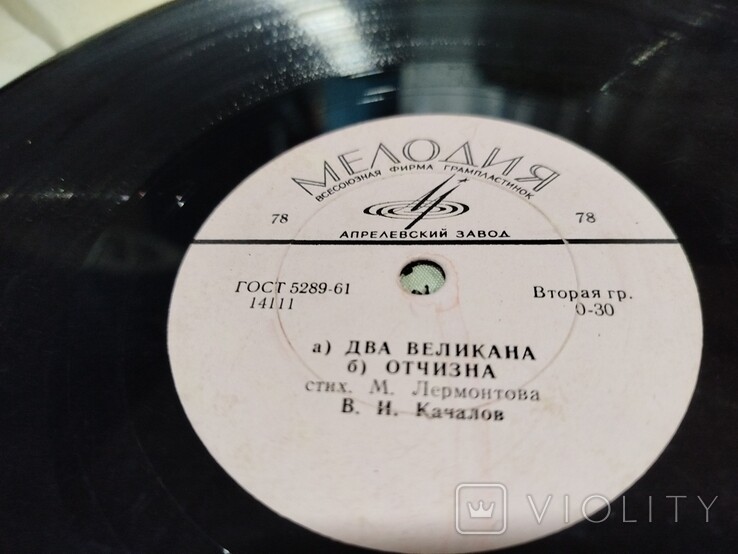 МЕЛОДИЯ
ВСЕСОЮЗНАЯ ФИРМА ГРАМПЛАСТИНОК
78 78
АПРЕЛЕВСКИЙ ЗАВОД
ГОСТ 5289-61 Вторая гр.
14111 0-30
а) ДВА ВЕЛИКАНА
б) ОТЧИЗНА
стих. М. Лермонтова
В. И. Качалов
VIOLITY